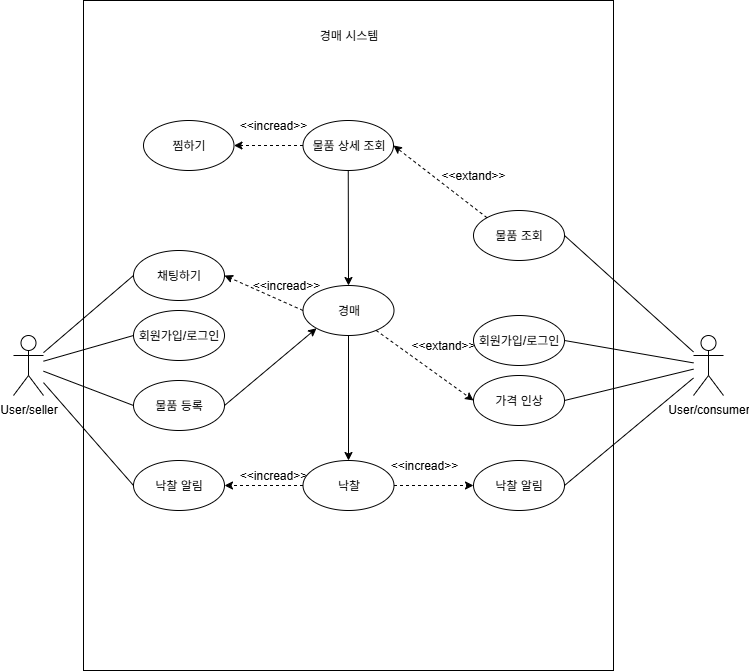 경매 시스템
<<incread>>
찜하기
물품 상세 조회
<<extand>>
물품 조회
채팅하기
<<incread>>
경매
회원가입/로그인
<<extand>>
회원가입/로그인
User/seller
물품 등록
가격 인상
User/consumer
<<incread>>
<<incread>>
낙찰 알림
낙찰
낙찰 알림